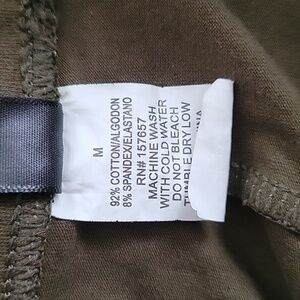 M
92% COTTON/ALGODON
8% SPANDEX/ELASTANO
RN# 157657
MACHINE WASH
WITH COLD WATER
DO NOT BLEACH
TUMBLE DRY LOW